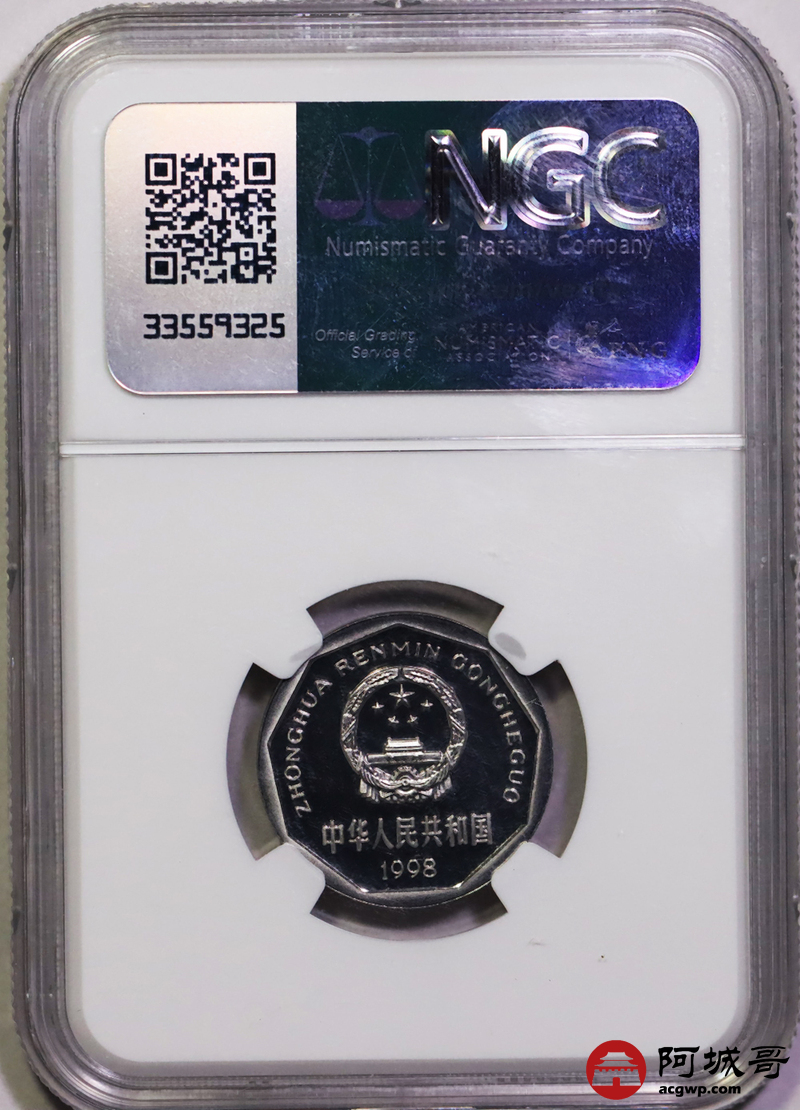 NGC
Numismatic Guaranty Company
33559325
Official Grading
Service of
AMERICAN
NUMISMATIC
ASSOCIATION
PNG
ZHONGHUA RENMIN GONGHEGUO
中华人民共和国
1998
阿城哥
acgwp.com